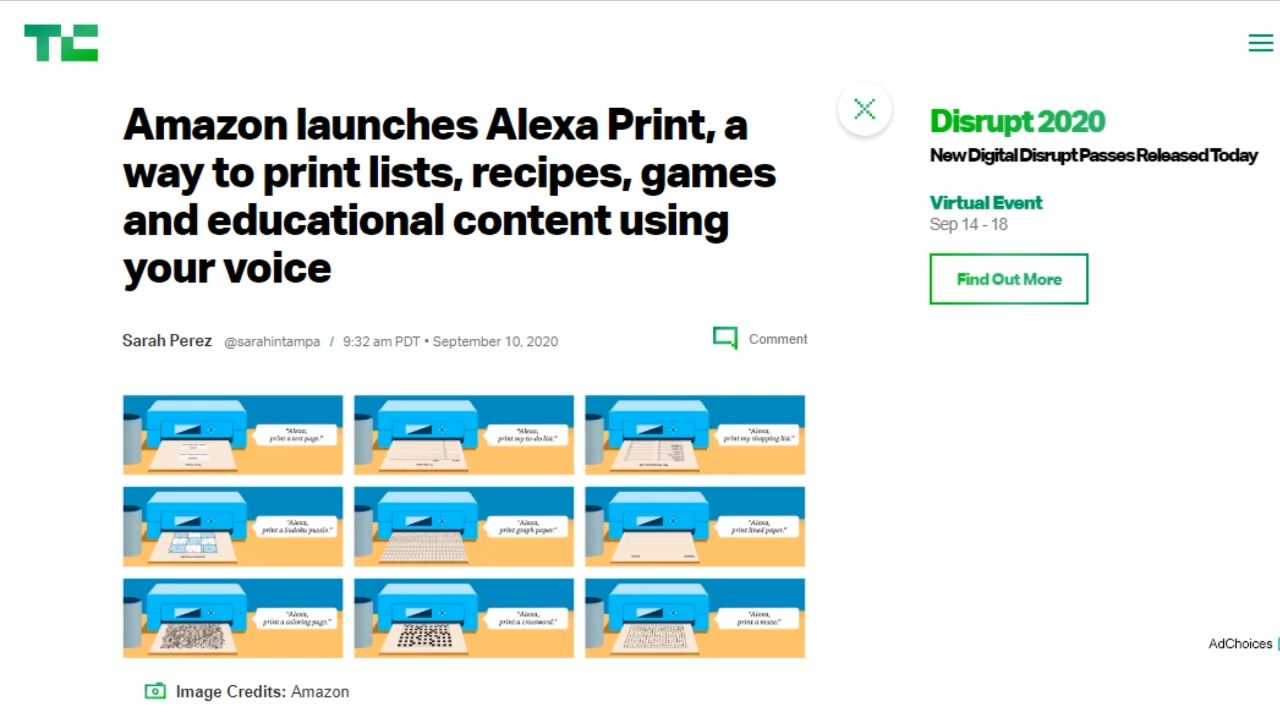 TC
Amazon launches Alexa Print, a
way to print lists, recipes, games
and educational content using
your voice
Sarah Perez @sarahintampa / 9:32 am PDT • September 10, 2020
Comment
"Alexa,
print a test page."
"Alexa,
print my to-do list."
"Alexa,
print my shopping list."
"Alexa,
print a Sudoku puzzle."
"Alexa,
print graph paper."
"Alexa,
print lined paper."
"Alexa,
print a coloring page."
"Alexa,
print a crossword."
"Alexa,
print a maze."
Image Credits: Amazon
Disrupt 2020
New Digital Disrupt Passes Released Today
Virtual Event
Sep 14 - 18
Find Out More
AdChoices